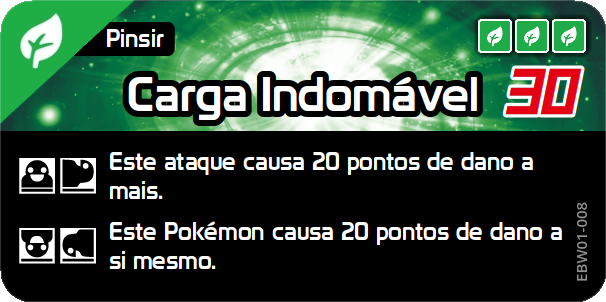 Pinsir
Carga Indomável 30
Este ataque causa 20 pontos de dano a
mais.
Este Pokémon causa 20 pontos de dano a
si mesmo.
EBW01-008